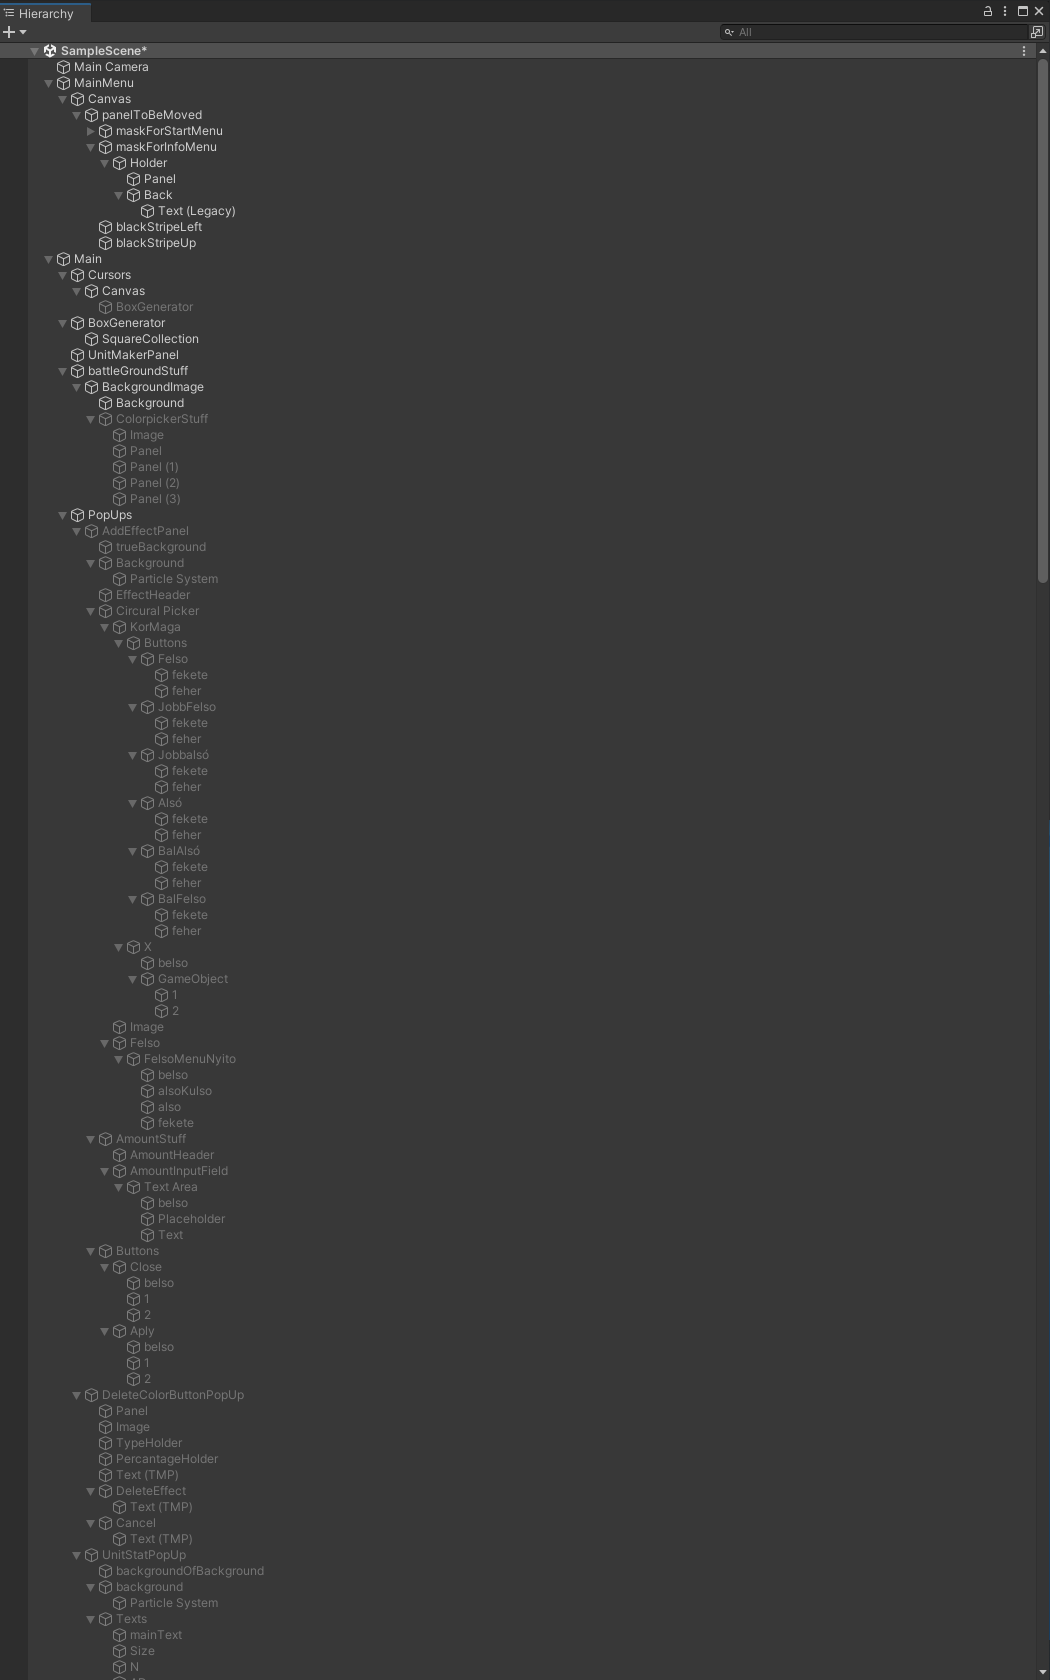 Hierarchy
All
SampleScene*
Main Camera
MainMenu
Canvas
panelToBeMoved
maskForStartMenu
maskForInfoMenu
Holder
Panel
Back
Text (Legacy)
blackStripeLeft
blackStripeUp
Main
Cursors
Canvas
BoxGenerator
BoxGenerator
SquareCollection
UnitMakerPanel
battleGroundStuff
BackgroundImage
Background
ColorpickerStuff
Image
Panel
Panel (1)
Panel (2)
Panel (3)
PopUps
AddEffectPanel
trueBackground
Background
Particle System
EffectHeader
Circural Picker
KorMaga
Buttons
Felso
fekete
feher
JobbFelso
fekete
feher
Jobbalsó
fekete
feher
Alsó
fekete
feher
BalAlsó
fekete
feher
BalFelso
fekete
feher
X
belso
GameObject
1
2
Image
Felso
FelsoMenuNyito
belso
alsoKulso
also
fekete
AmountStuff
AmountHeader
AmountInputField
Text Area
belso
Placeholder
Text
Buttons
Close
belso
1
2
Aply
belso
1
2
DeleteColorButtonPopUp
Panel
Image
TypeHolder
PercantageHolder
Text (TMP)
DeleteEffect
Text (TMP)
Cancel
Text (TMP)
UnitStatPopUp
backgroundOfBackground
background
Particle System
Texts
mainText
Size
N